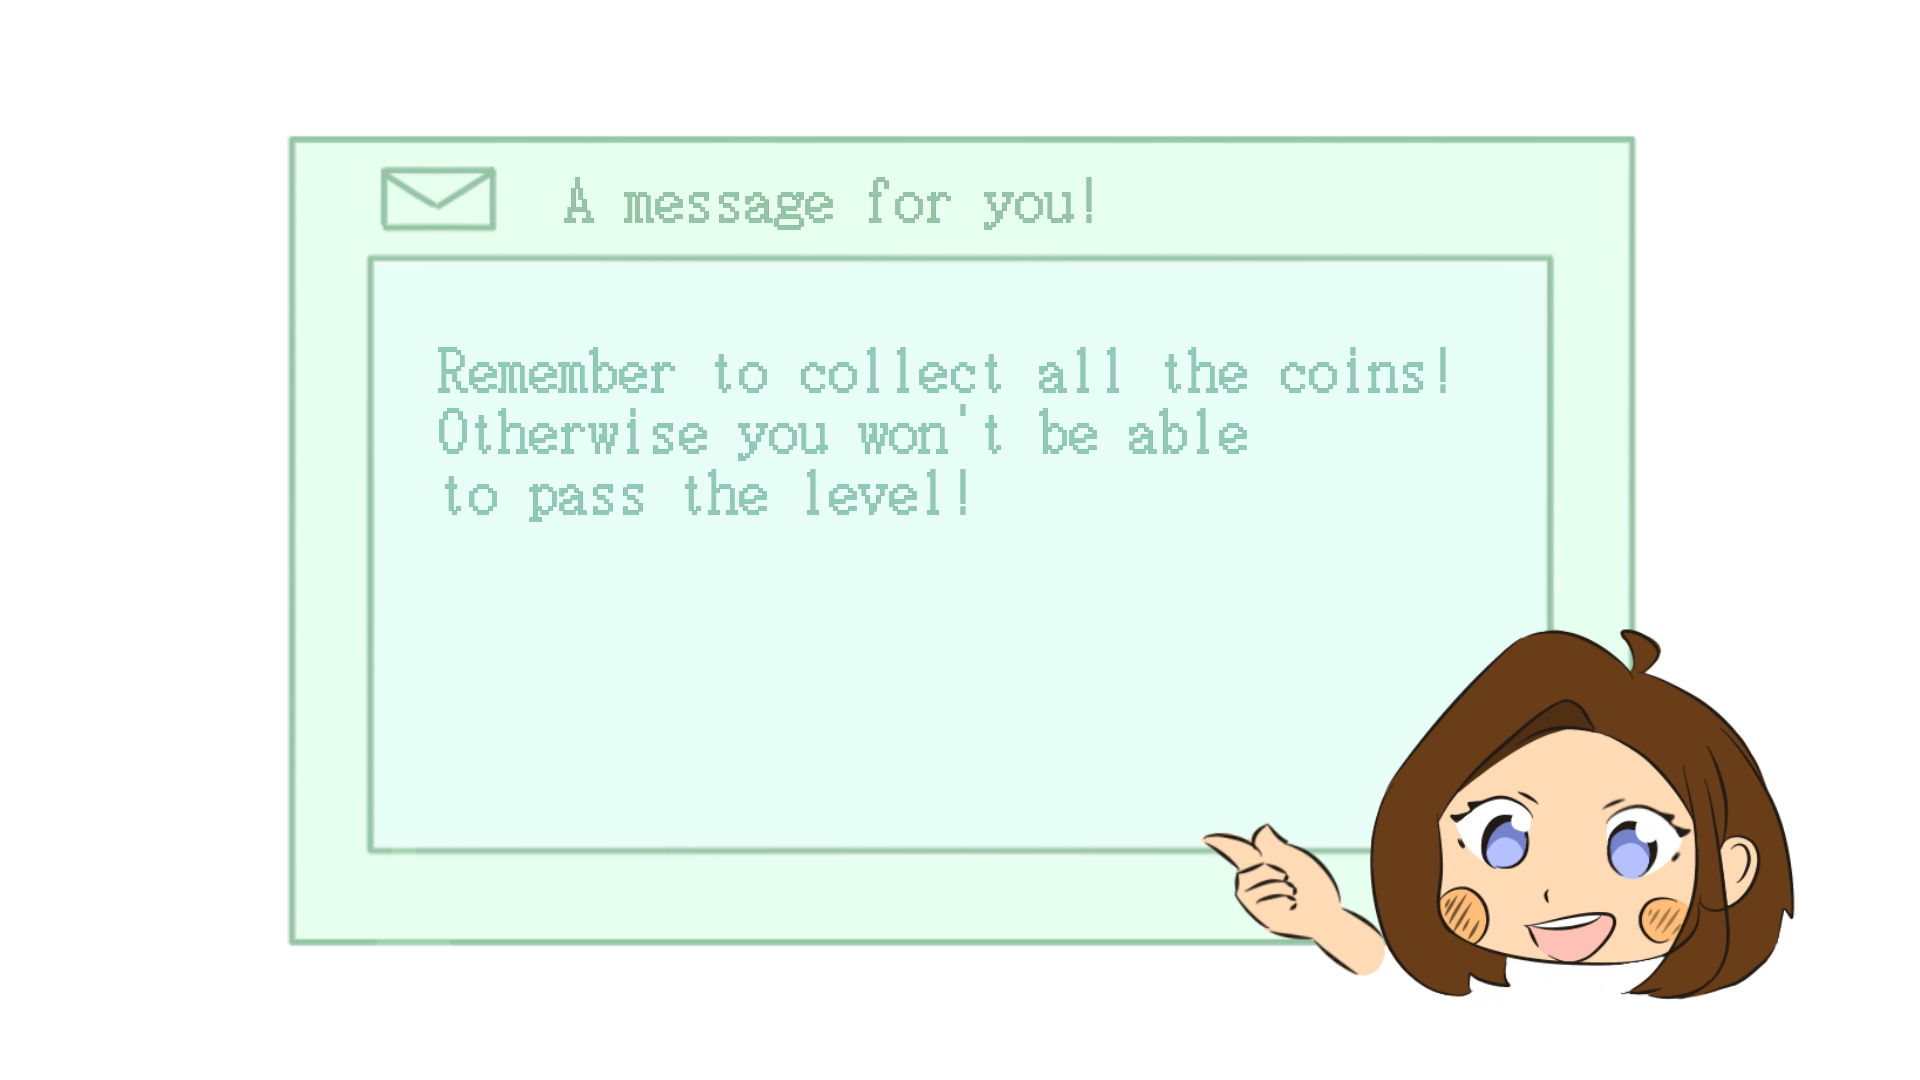 A message for you!
Remember to collect all the coins!
Otherwise you won't be able
to pass the level!